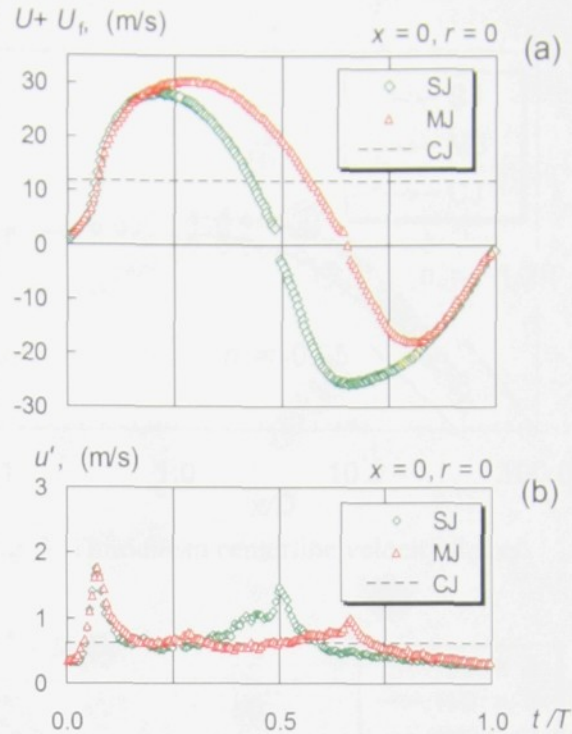 U+ U_f, (m/s)
x = 0, r = 0
(a)
SJ
MJ
CJ
30
20
10
0
-10
-20
-30
u', (m/s)
x = 0, r = 0
(b)
SJ
MJ
CJ
3
2
1
0
0.0
0.5
1.0
t/T